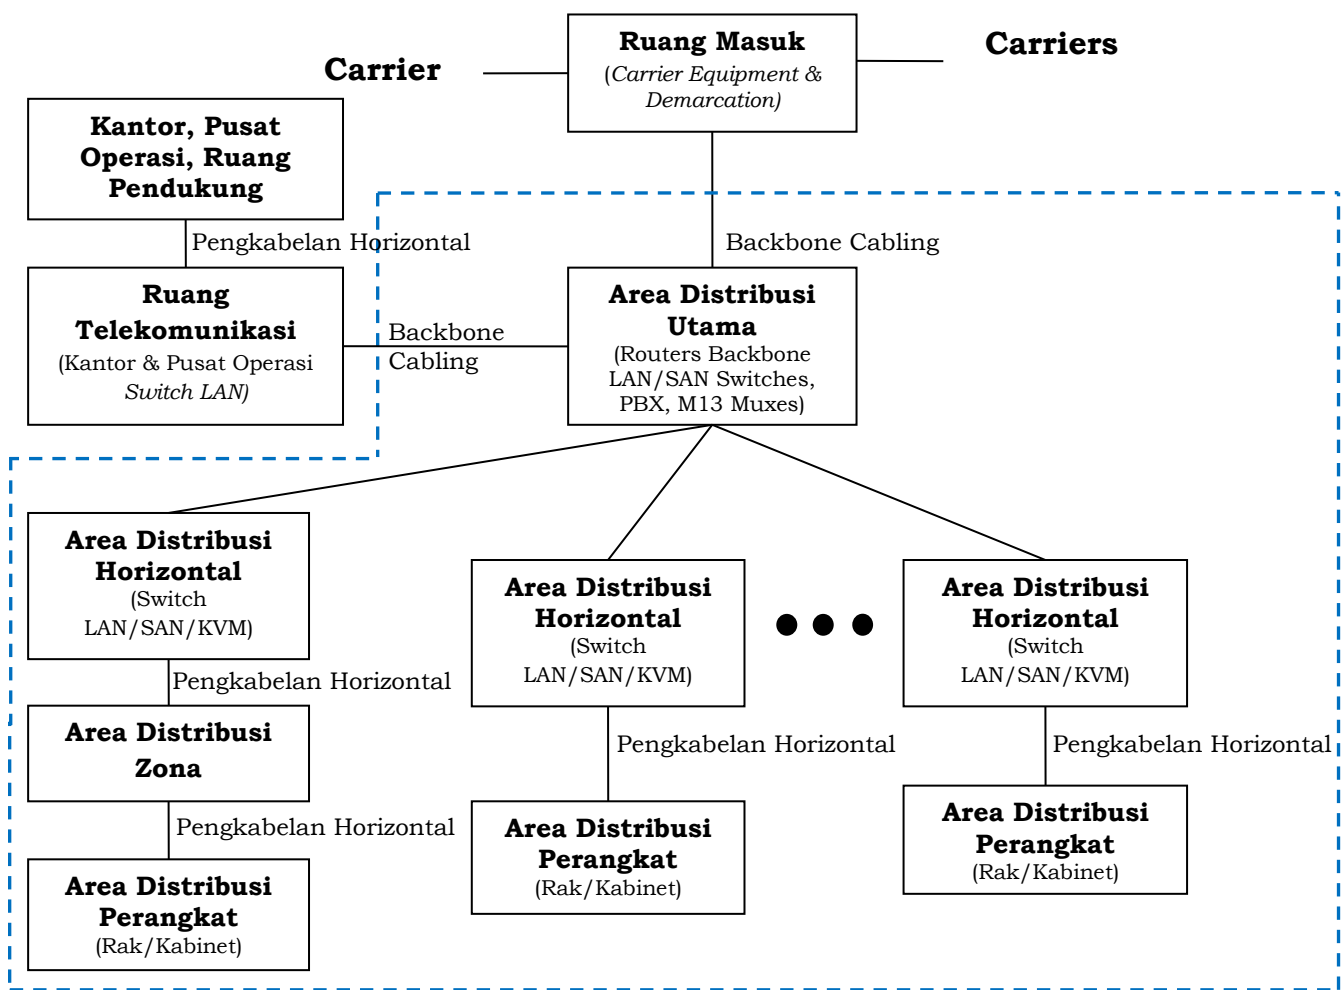 Ruang Masuk
(Carrier Equipment &
Demarcation)
Carrier
Carriers
Kantor, Pusat
Operasi, Ruang
Pendukung
Pengkabelan Horizontal
Backbone Cabling
Ruang
Telekomunikasi
(Kantor & Pusat Operasi
Switch LAN)
Backbone
Cabling
Area Distribusi
Utama
(Routers Backbone
LAN/SAN Switches,
PBX, M13 Muxes)
Area Distribusi
Horizontal
(Switch
LAN/SAN/KVM)
Area Distribusi
Horizontal
(Switch
LAN/SAN/KVM)
Area Distribusi
Horizontal
(Switch
LAN/SAN/KVM)
Pengkabelan Horizontal
Pengkabelan Horizontal
Pengkabelan Horizontal
Area Distribusi
Zona
Pengkabelan Horizontal
Area Distribusi
Perangkat
(Rak/Kabinet)
Area Distribusi
Perangkat
(Rak/Kabinet)
Area Distribusi
Perangkat
(Rak/Kabinet)